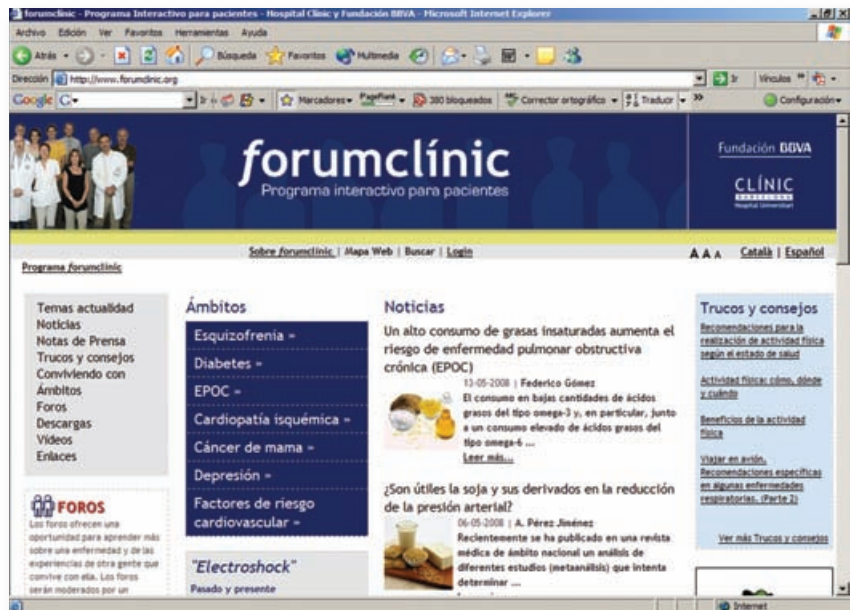 forumclínic - Programa Interactivo para pacientes - Hospital Clínic y Fundación BBVA - Microsoft Internet Explorer
Archivo Edición Ver Favoritos Herramientas Ayuda
Atrás Búsqueda Favoritos Multimedia
Dirección http://www.forumclinic.org Ir Vínculos »
Google G Ir Marcadores PageRank 380 bloqueados Corrector ortográfico Traducir » Configuración
forumclínic
Programa interactivo para pacientes
Fundación BBVA
CLÍNIC
BARCELONA
Hospital Universitari
Sobre forumclínic | Mapa Web | Buscar | Login
A A A Català | Español
Programa forumclínic
Temas actualidad
Noticias
Notas de Prensa
Trucos y consejos
Conviviendo con
Ámbitos
Foros
Descargas
Vídeos
Enlaces
FOROS
Los foros ofrecen una
oportunidad para aprender más
sobre una enfermedad y de las
experiencias de otra gente que
convive con ella. Los foros
serán moderados por un
Ámbitos
Esquizofrenia »
Diabetes »
EPOC »
Cardiopatía isquémica »
Cáncer de mama »
Depresión »
Factores de riesgo
cardiovascular »
"Electroshock"
Pasado y presente
Noticias
Un alto consumo de grasas insaturadas aumenta el
riesgo de enfermedad pulmonar obstructiva
crónica (EPOC)
13-05-2008 | Federico Gómez
El consumo en bajas cantidades de ácidos
grasos del tipo omega-3 y, en particular, junto
a un consumo elevado de ácidos grasos del
tipo omega-6 ...
Leer más...
¿Son útiles la soja y sus derivados en la reducción
de la presión arterial?
06-05-2008 | A. Pérez Jiménez
Recientemente se ha publicado en una revista
médica de ámbito nacional un análisis de
diferentes estudios (metaanálisis) que intenta
determinar ...
Trucos y consejos
Recomendaciones para la
realización de actividad física
según el estado de salud
Actividad física: cómo, dónde
y cuándo
Beneficios de la actividad
física
Viajar en avión.
Recomendaciones específicas
en algunas enfermedades
respiratorias. (Parte 2)
Ver más Trucos y consejos
Internet